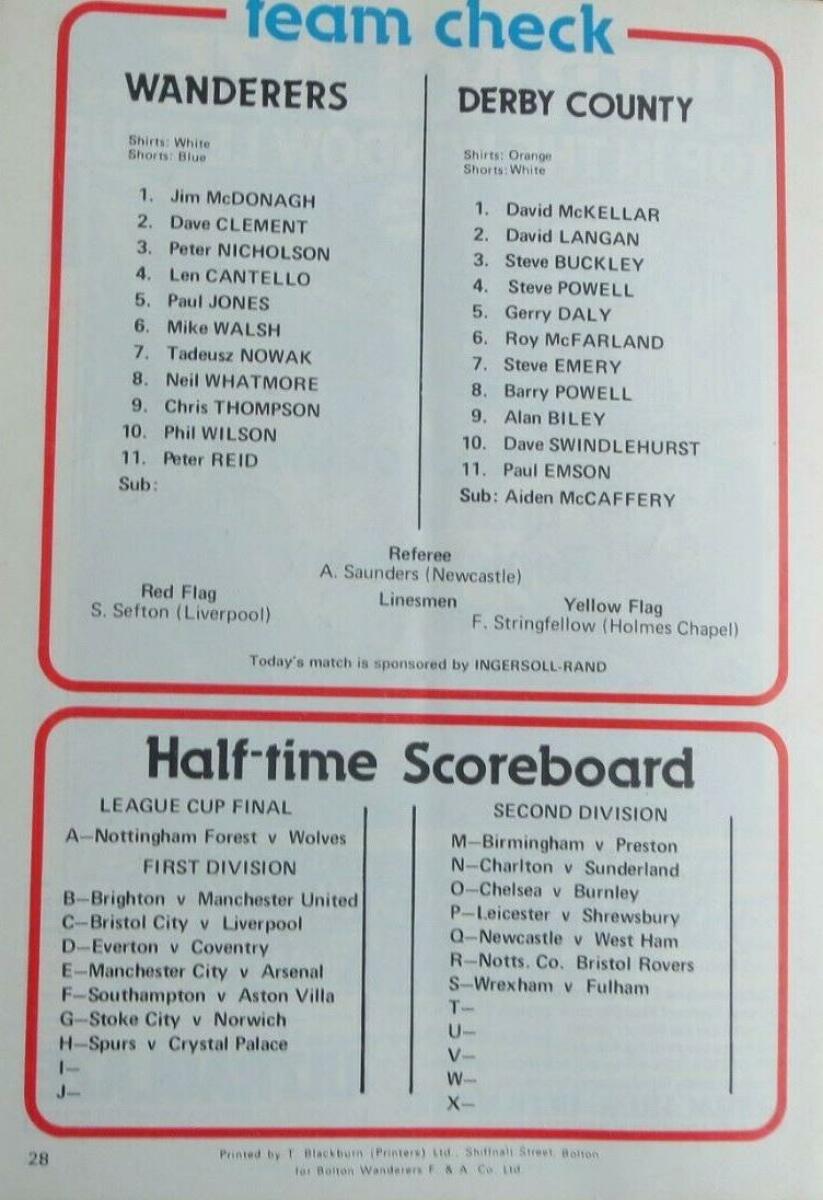 team check
WANDERERS
Shirts: White
Shorts: Blue
1. Jim McDONAGH
2. Dave CLEMENT
3. Peter NICHOLSON
4. Len CANTELLO
5. Paul JONES
6. Mike WALSH
7. Tadeusz NOWAK
8. Neil WHATMORE
9. Chris THOMPSON
10. Phil WILSON
11. Peter REID
Sub:
DERBY COUNTY
Shirts: Orange
Shorts: White
1. David McKELLAR
2. David LANGAN
3. Steve BUCKLEY
4. Steve POWELL
5. Gerry DALY
6. Roy McFARLAND
7. Steve EMERY
8. Barry POWELL
9. Alan BILEY
10. Dave SWINDLEHURST
11. Paul EMSON
Sub: Aiden McCAFFERY
Referee
A. Saunders (Newcastle)
Red Flag
S. Sefton (Liverpool)
Linesmen
Yellow Flag
F. Stringfellow (Holmes Chapel)
Today's match is sponsored by INGERSOLL-RAND
Half-time Scoreboard
LEAGUE CUP FINAL
A—Nottingham Forest v Wolves
FIRST DIVISION
B—Brighton v Manchester United
C—Bristol City v Liverpool
D—Everton v Coventry
E—Manchester City v Arsenal
F—Southampton v Aston Villa
G—Stoke City v Norwich
H—Spurs v Crystal Palace
I—
J—
SECOND DIVISION
M—Birmingham v Preston
N—Charlton v Sunderland
O—Chelsea v Burnley
P—Leicester v Shrewsbury
Q—Newcastle v West Ham
R—Notts. Co. Bristol Rovers
S—Wrexham v Fulham
T—
U—
V—
W—
X—
28
Printed by T. Blackburn (Printers) Ltd., Shiffnall Street, Bolton
for Bolton Wanderers F. & A. Co. Ltd.